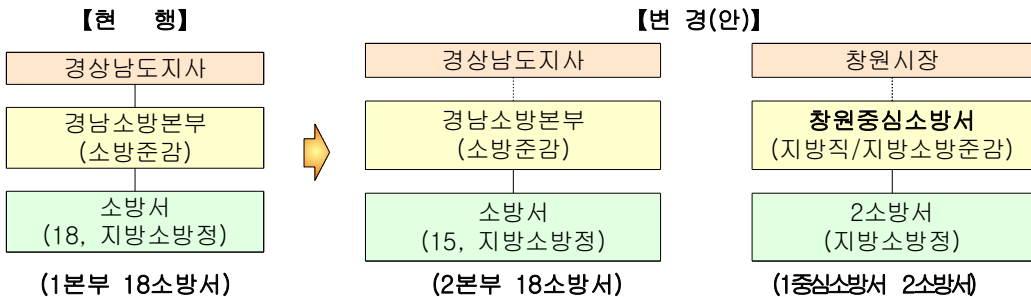 【현 행】
【변 경(안)】
경상남도지사
경남소방본부
(소방준감)
소방서
(18, 지방소방정)
(1본부 18소방서)
경상남도지사
경남소방본부
(소방준감)
소방서
(15, 지방소방정)
(2본부 18소방서)
창원시장
창원중심소방서
(지방직/지방소방준감)
2소방서
(지방소방정)
(1중심소방서 2소방서)